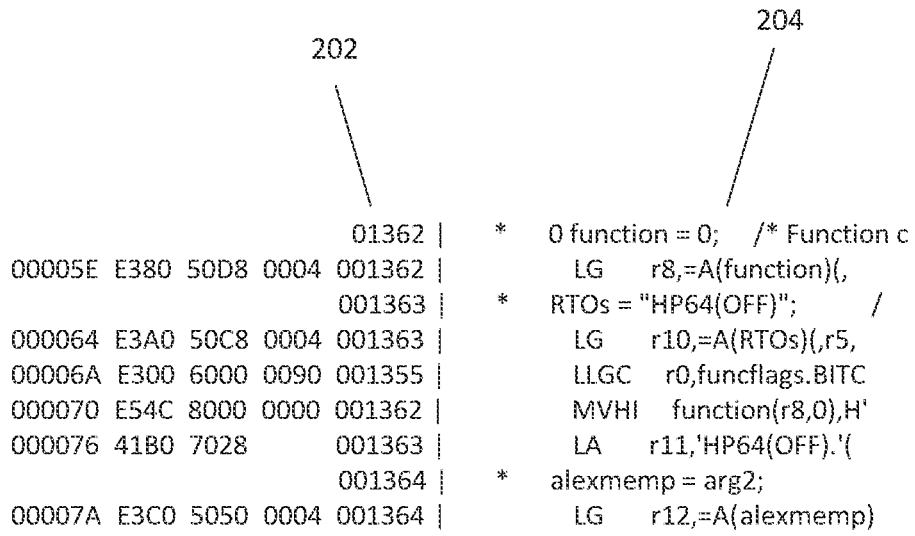 204
202
01362 | * 0 function = 0; /* Function c
00005E E380 50D8 0004 001362 | LG r8,=A(function)(,
001363 | * RTOs = "HP64(OFF)"; /
000064 E3A0 50C8 0004 001363 | LG r10,=A(RTOs)(,r5,
00006A E300 6000 0090 001355 | LLGC r0,funcflags.BITC
000070 E54C 8000 0000 001362 | MVHI function(r8,0),H'
000076 41B0 7028 001363 | LA r11,'HP64(OFF).'(
001364 | * alexmemp = arg2;
00007A E3C0 5050 0004 001364 | LG r12,=A(alexmemp)